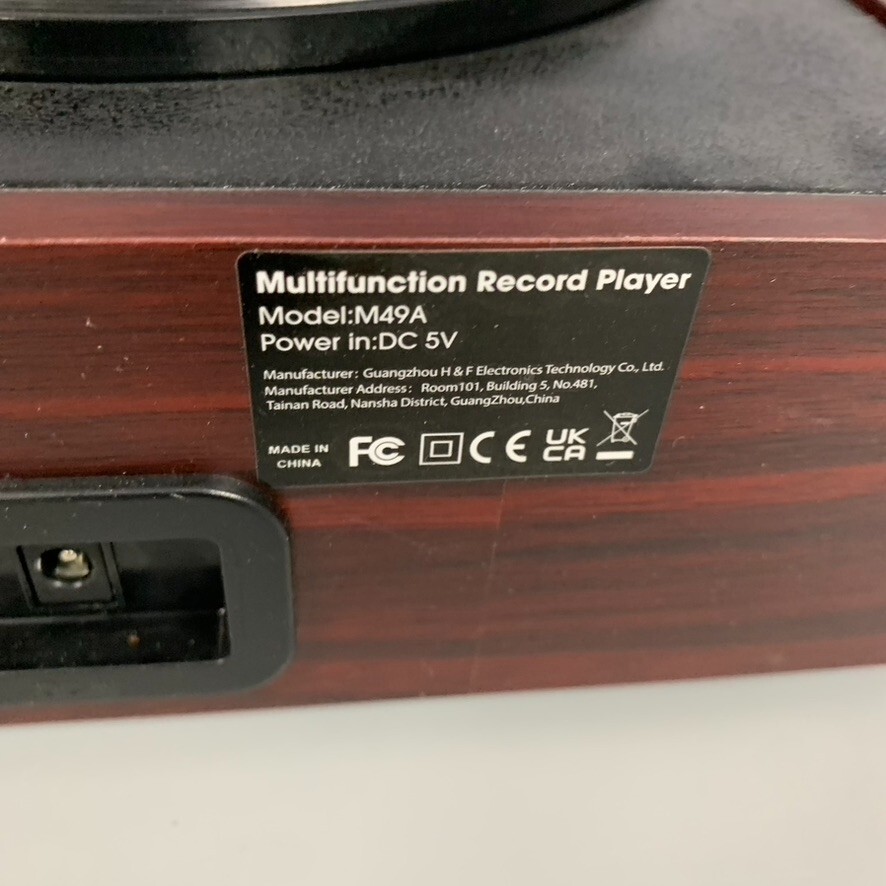 Multifunction Record Player
Model:M49A
Power in:DC 5V
Manufacturer: Guangzhou H & F Electronics Technology Co., Ltd.
Manufacturer Address: Room101, Building 5, No.481,
Tainan Road, Nansha District, GuangZhou,China
MADE IN
CHINA
FC CE UK
CA